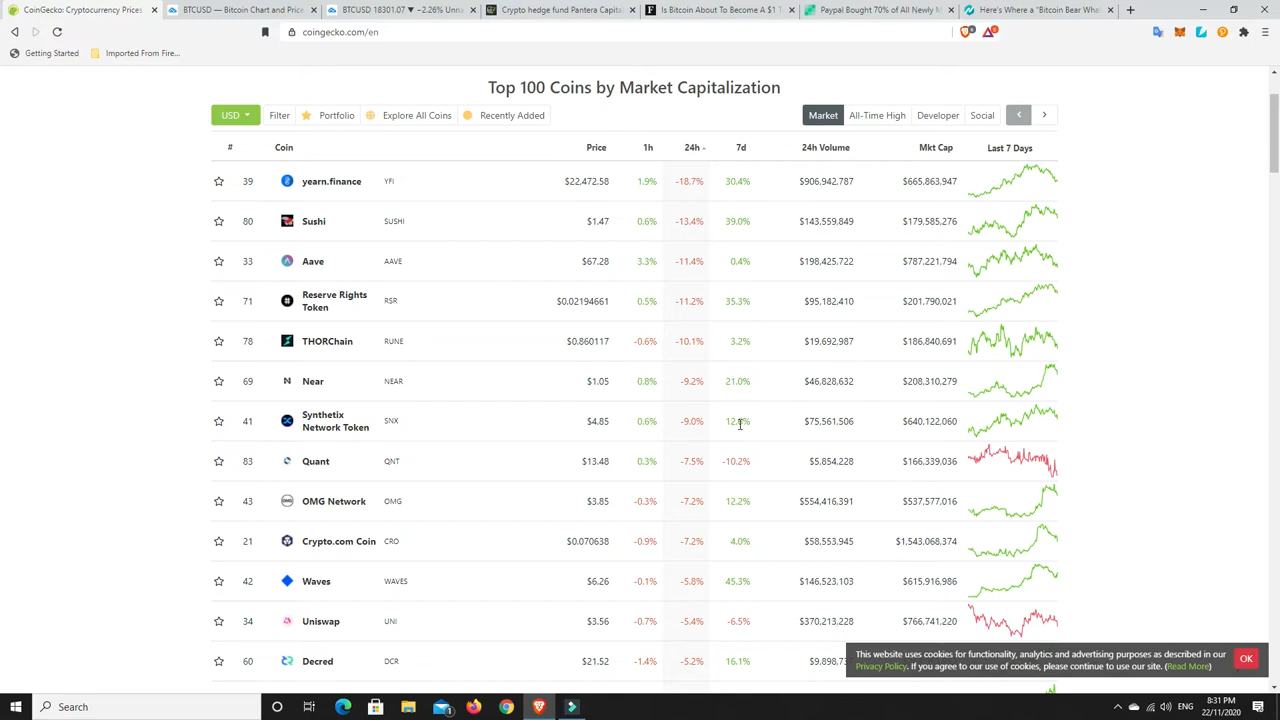 CoinGecko: Cryptocurrency Prices
BTCUSD — Bitcoin Chart and Price
BTCUSD 18301.07 ▼ −2.26% Unna
Crypto hedge fund Pantera Capital
Is Bitcoin About To Become A $1 T
Paypal Bought 70% of All Newly M
Here's Where a "Bitcoin Bear Wha
coingecko.com/en
Getting Started
Imported From Fire...
Top 100 Coins by Market Capitalization
USD
Filter
Portfolio
Explore All Coins
Recently Added
Market
All-Time High
Developer
Social
# Coin Price 1h 24h 7d 24h Volume Mkt Cap Last 7 Days
39 yearn.finance YFI $22,472.58 1.9% -18.7% 30.4% $906,942,787 $665,863,947
80 Sushi SUSHI $1.47 0.6% -13.4% 39.0% $143,559,849 $179,585,276
33 Aave AAVE $67.28 3.3% -11.4% 0.4% $198,425,722 $787,221,794
71 Reserve Rights Token RSR $0.02194661 0.5% -11.2% 35.3% $95,182,410 $201,790,021
78 THORChain RUNE $0.860117 -0.6% -10.1% 3.2% $19,692,987 $186,840,691
69 Near NEAR $1.05 0.8% -9.2% 21.0% $46,828,632 $208,310,279
41 Synthetix Network Token SNX $4.85 0.6% -9.0% $75,561,506 $640,122,060
83 Quant QNT $13.48 0.3% -7.5% -10.2% $5,854,228 $166,339,036
43 OMG Network OMG $3.85 -0.3% -7.2% 12.2% $554,416,391 $537,577,016
21 Crypto.com Coin CRO $0.070638 -0.9% -7.2% 4.0% $58,553,945 $1,543,068,374
42 Waves WAVES $6.26 -0.1% -5.8% 45.3% $146,523,103 $615,916,986
34 Uniswap UNI $3.56 -0.7% -5.4% -6.5% $370,213,228 $766,741,220
60 Decred DCR $21.52 -1.4% -5.2% 16.1%
This website uses cookies for functionality, analytics and advertising purposes as described in our
Privacy Policy. If you agree to our use of cookies, please continue to use our site. (Read More)
OK
Search
ENG
8:31 PM
22/11/2020